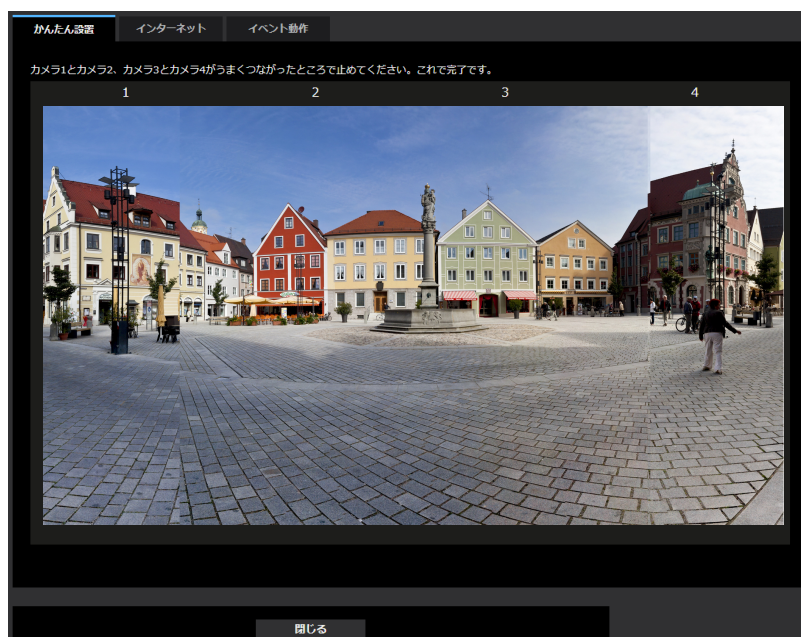 かんたん設置 インターネット イベント動作
カメラ1とカメラ2、カメラ3とカメラ4がうまくつながったところで止めてください。これで完了です。
1 2 3 4
閉じる